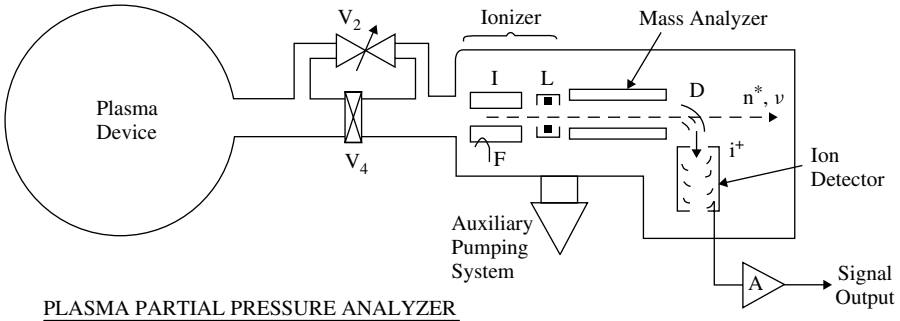 V2
Ionizer
Mass Analyzer
I
L
D
n*, ν
Plasma
Device
V4
F
i+
Ion
Detector
Auxiliary
Pumping
System
A
Signal
Output
PLASMA PARTIAL PRESSURE ANALYZER